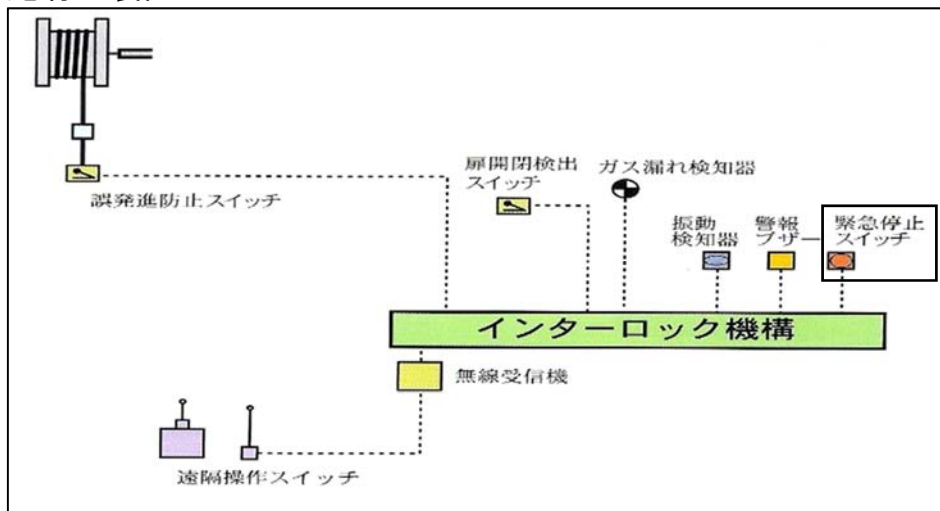 誤発進防止スイッチ
扉開閉検出
スイッチ
ガス漏れ検知器
振動
検知器
警報
ブザー
緊急停止
スイッチ
インターロック機構
無線受信機
遠隔操作スイッチ